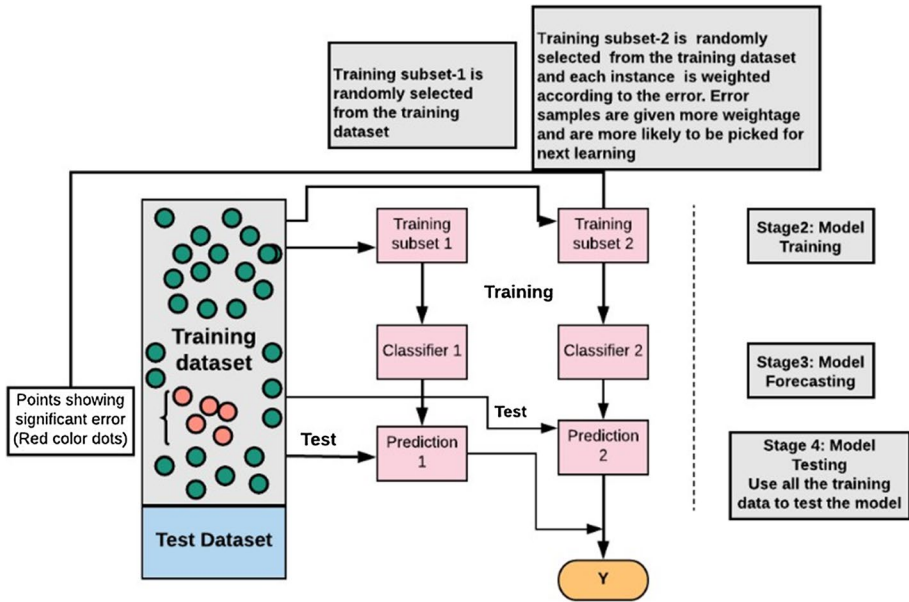 Training subset-1 is
randomly selected
from the training
dataset
Training subset-2 is randomly
selected from the training dataset
and each instance is weighted
according to the error. Error
samples are given more weightage
and are more likely to be picked for
next learning
Training
subset 1
Training
subset 2
Stage2: Model
Training
Training
Training
dataset
Classifier 1
Classifier 2
Stage3: Model
Forecasting
Points showing
significant error
(Red color dots)
Test
Test
Prediction
1
Prediction
2
Stage 4: Model
Testing
Use all the training
data to test the model
Test Dataset
Y